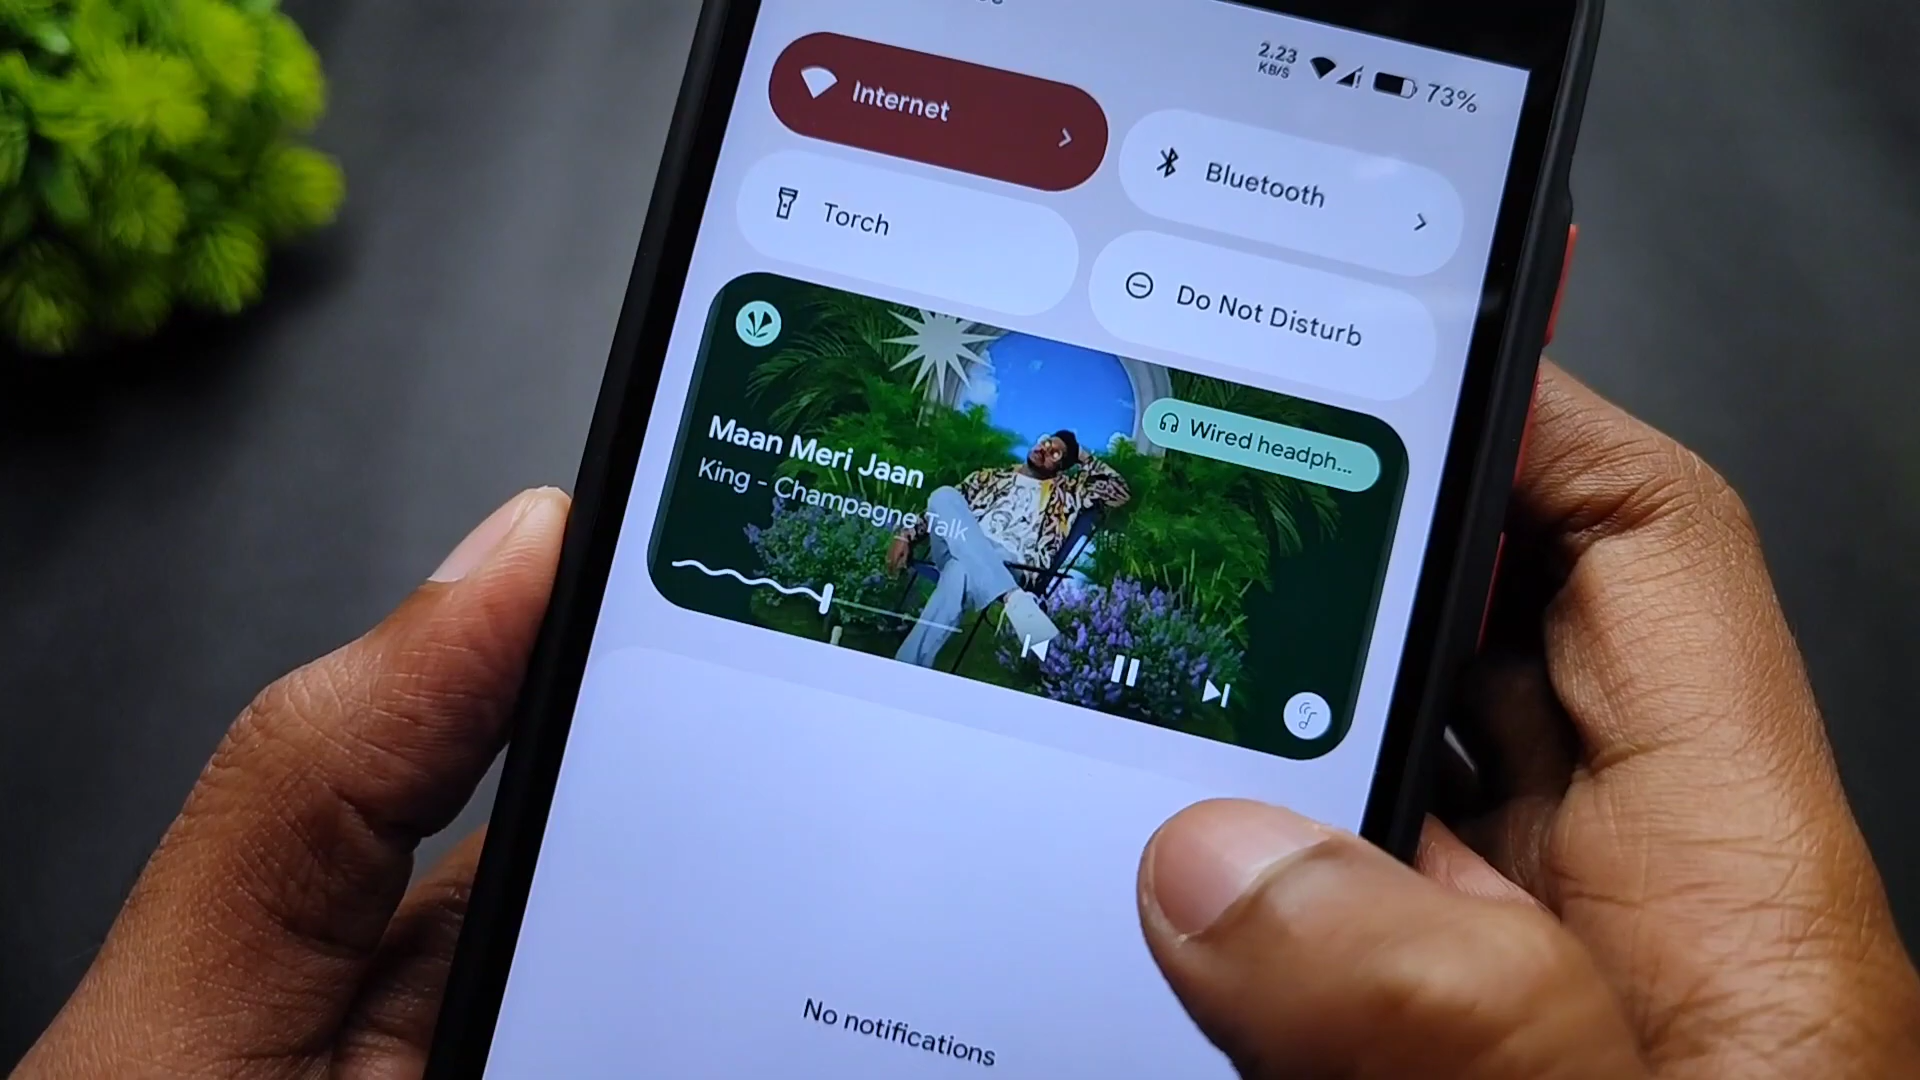 2.23
KB/S
73%
Internet
Bluetooth
Torch
Do Not Disturb
Wired headph...
Maan Meri Jaan
King - Champagne Talk
No notifications